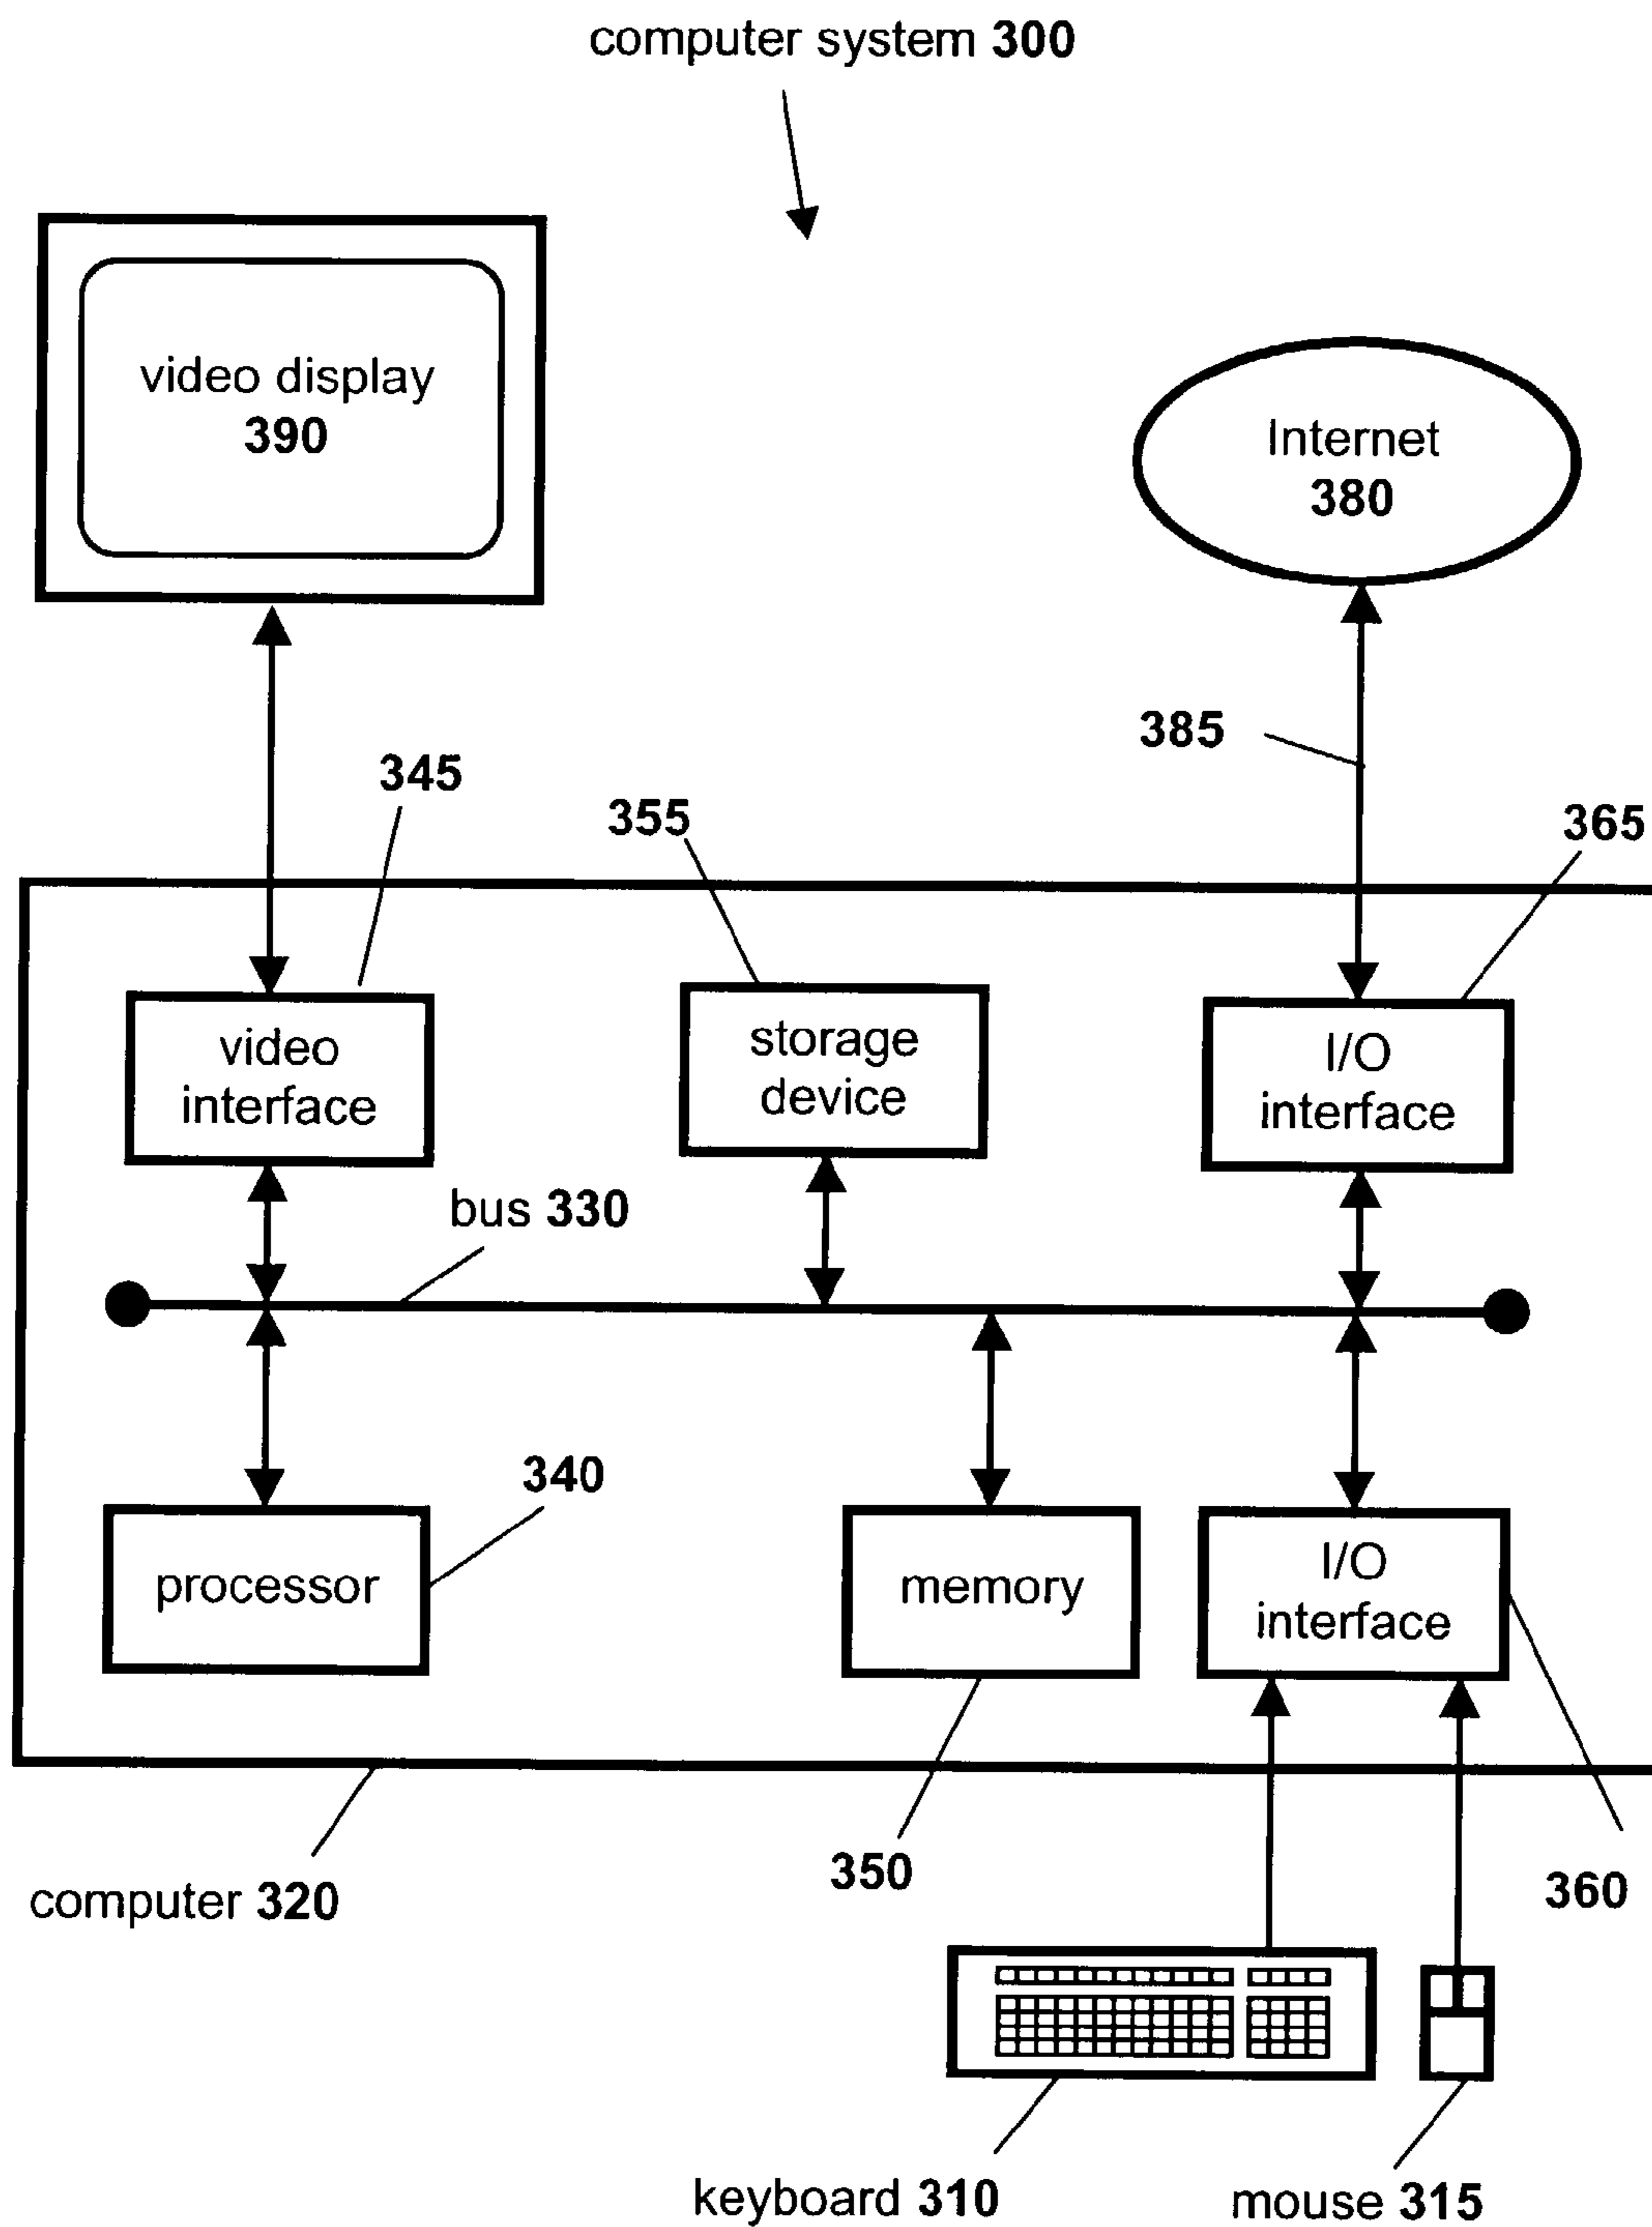 computer system 300
video display
390
Internet
380
385
345
355
365
video
interface
storage
device
I/O
interface
bus 330
340
processor
memory
I/O
interface
350
360
computer 320
keyboard 310
mouse 315